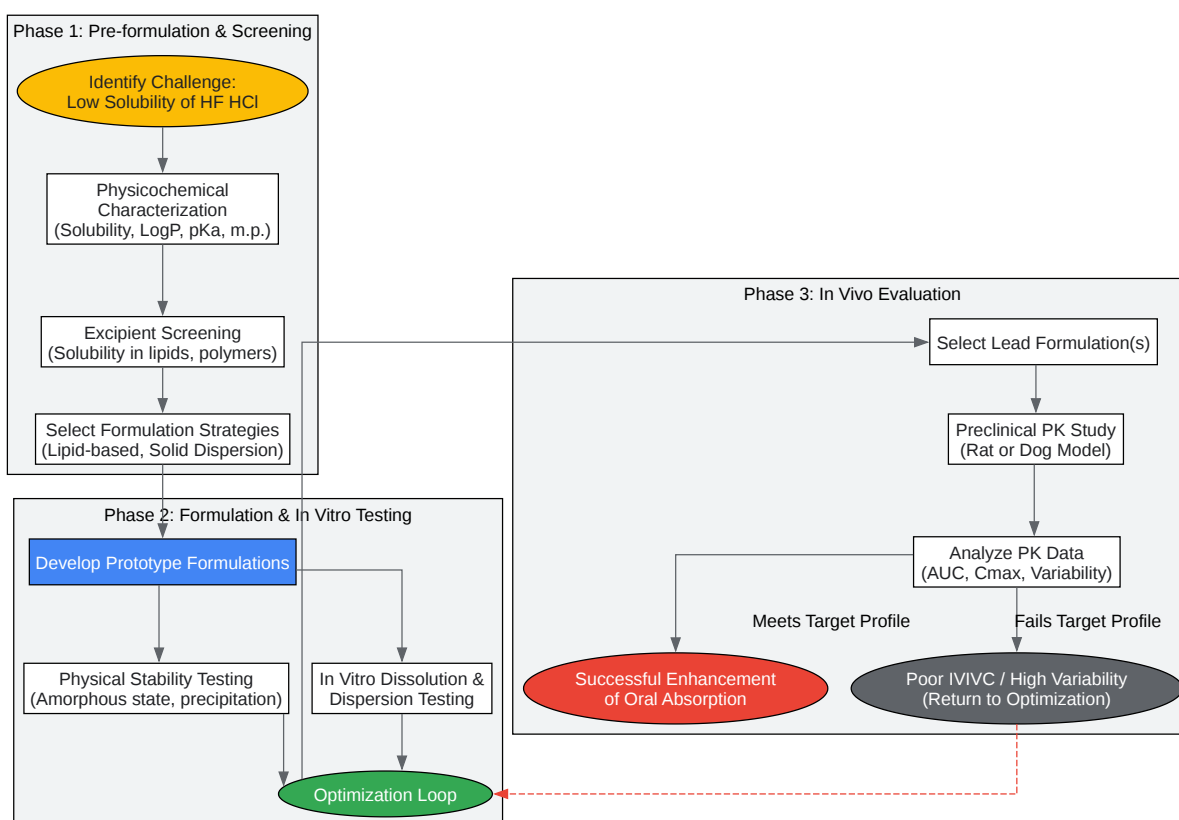 Phase 1: Pre-formulation & Screening
Identify Challenge:
Low Solubility of HF HCl
Physicochemical
Characterization
(Solubility, LogP, pKa, m.p.)
Excipient Screening
(Solubility in lipids, polymers)
Select Formulation Strategies
(Lipid-based, Solid Dispersion)
Phase 2: Formulation & In Vitro Testing
Develop Prototype Formulations
Physical Stability Testing
(Amorphous state, precipitation)
In Vitro Dissolution &
Dispersion Testing
Optimization Loop
Phase 3: In Vivo Evaluation
Select Lead Formulation(s)
Preclinical PK Study
(Rat or Dog Model)
Analyze PK Data
(AUC, Cmax, Variability)
Meets Target Profile
Fails Target Profile
Successful Enhancement
of Oral Absorption
Poor IVIVC / High Variability
(Return to Optimization)